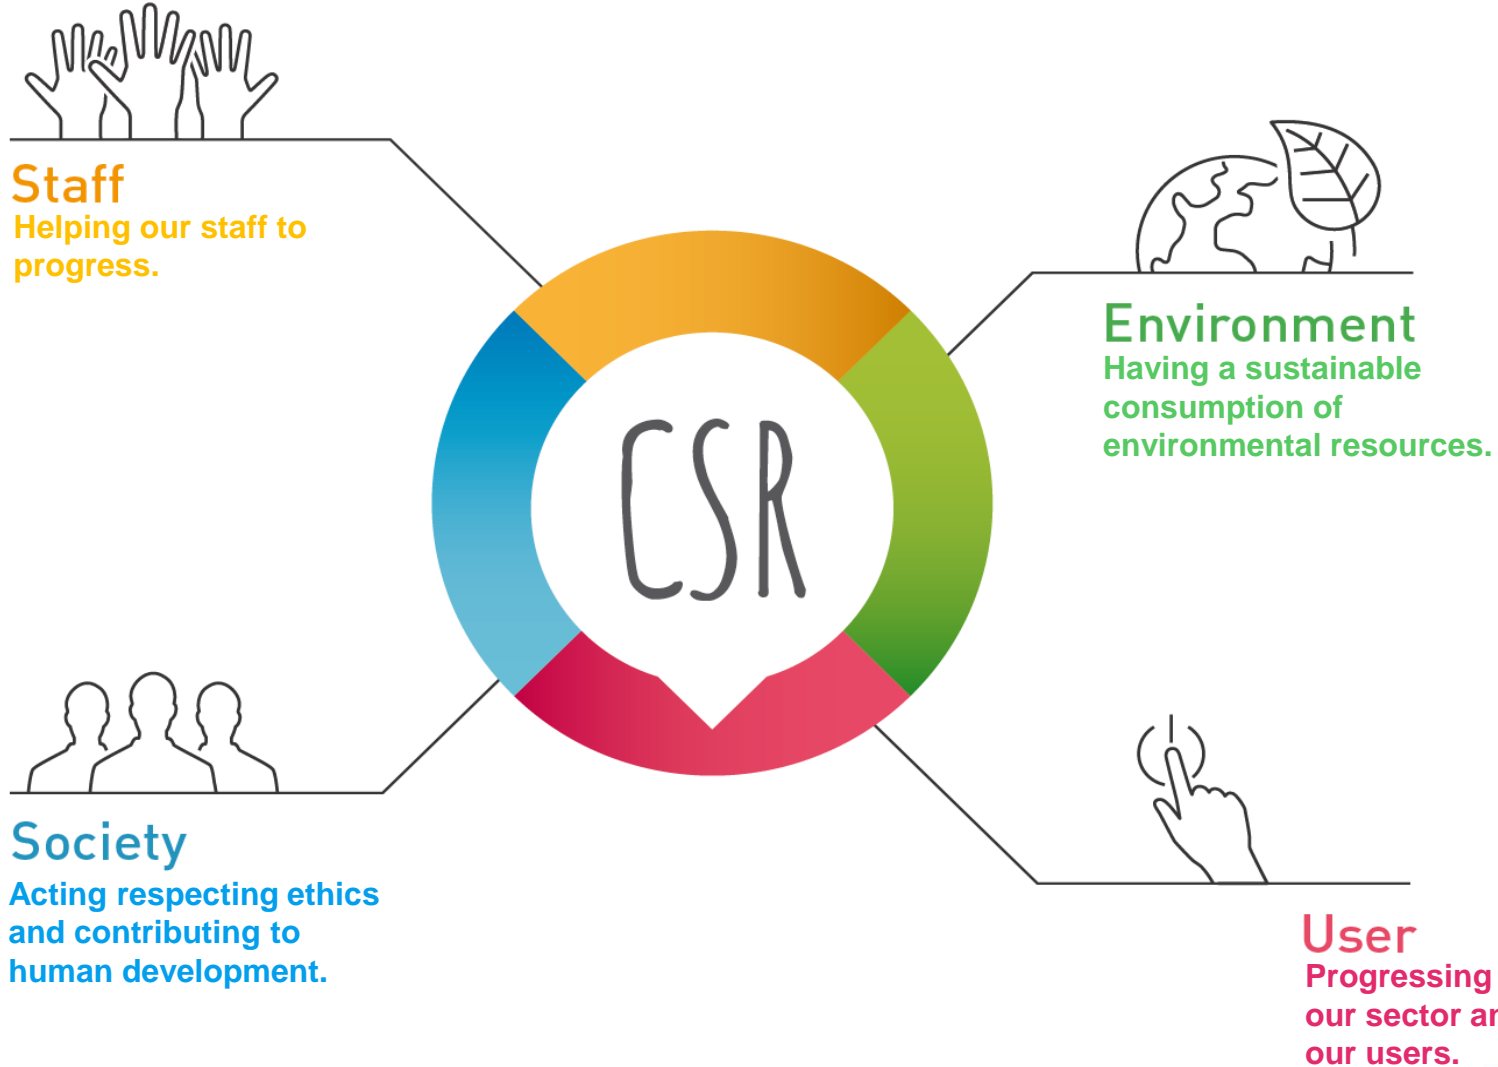 Staff
Helping our staff to
progress.
Environment
Having a sustainable
consumption of
environmental resources.
CSR
Society
Acting respecting ethics
and contributing to
human development.
User
Progressing
our sector
our users.